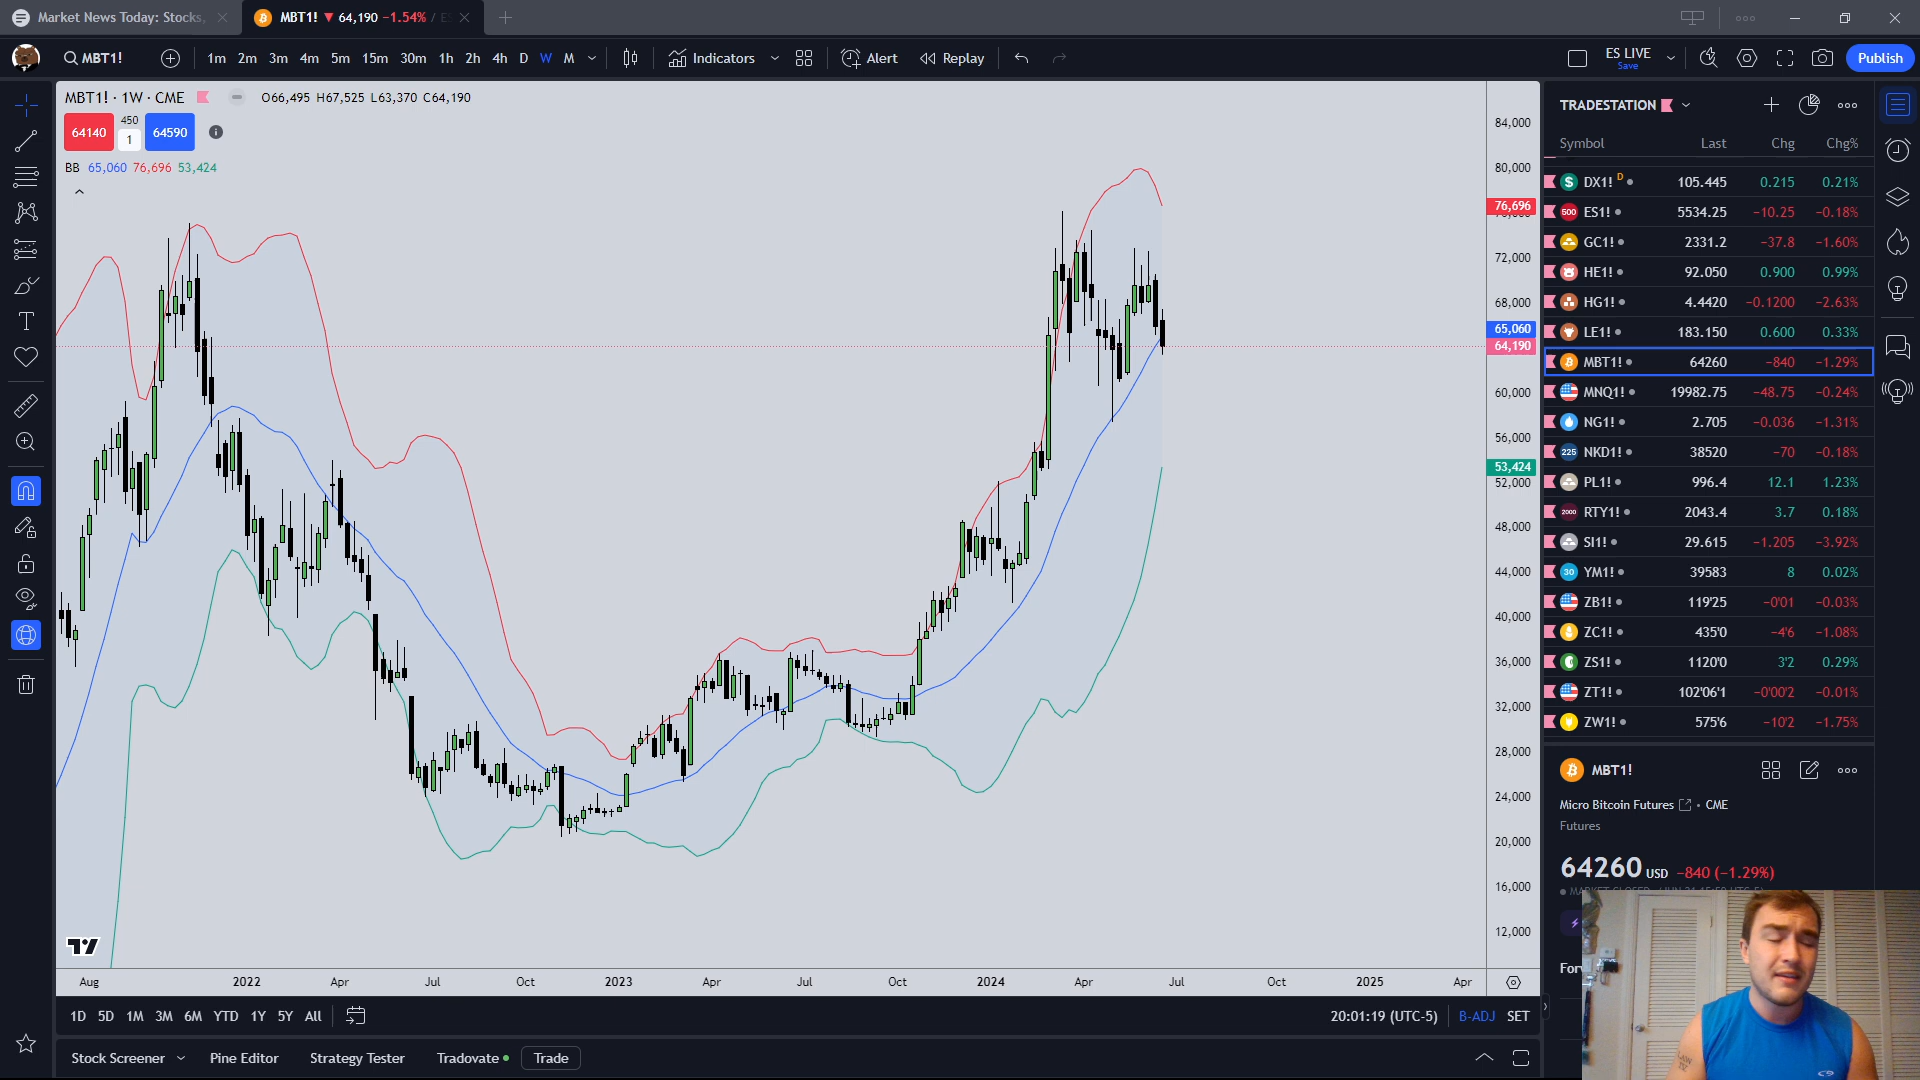 Market News Today: Stocks,
MBT1! ▼ 64,190 −1.54% / ES
MBT1!
1m 2m 3m 4m 5m 15m 30m 1h 2h 4h D W M
Indicators
Alert
Replay
ES LIVE
Save
Publish
MBT1! · 1W · CME
O66,495 H67,525 L63,370 C64,190
64140
450
1
64590
BB 65,060 76,696 53,424
84,000
80,000
76,696
72,000
68,000
65,060
64,190
60,000
56,000
53,424
52,000
48,000
44,000
40,000
36,000
32,000
28,000
24,000
20,000
16,000
12,000
Aug 2022 Apr Jul Oct 2023 Apr Jul Oct 2024 Apr Jul Oct 2025 Apr
1D 5D 1M 3M 6M YTD 1Y 5Y All
20:01:19 (UTC-5)
B-ADJ SET
Stock Screener
Pine Editor
Strategy Tester
Tradovate
Trade
TRADESTATION
Symbol Last Chg Chg%
DX1! D 105.445 0.215 0.21%
500 ES1! 5534.25 −10.25 −0.18%
GC1! 2331.2 −37.8 −1.60%
HE1! 92.050 0.900 0.99%
HG1! 4.4420 −0.1200 −2.63%
LE1! 183.150 0.600 0.33%
MBT1! 64260 −840 −1.29%
MNQ1! 19982.75 −48.75 −0.24%
NG1! 2.705 −0.036 −1.31%
225 NKD1! 38520 −70 −0.18%
PL1! 996.4 12.1 1.23%
2000 RTY1! 2043.4 3.7 0.18%
SI1! 29.615 −1.205 −3.92%
30 YM1! 39583 8 0.02%
ZB1! 119'25 −0'01 −0.03%
ZC1! 435'0 −4'6 −1.08%
ZS1! 1120'0 3'2 0.29%
ZT1! 102'06'1 −0'00'2 −0.01%
ZW1! 575'6 −10'2 −1.75%
MBT1!
Micro Bitcoin Futures • CME
Futures
64260 USD −840 (−1.29%)